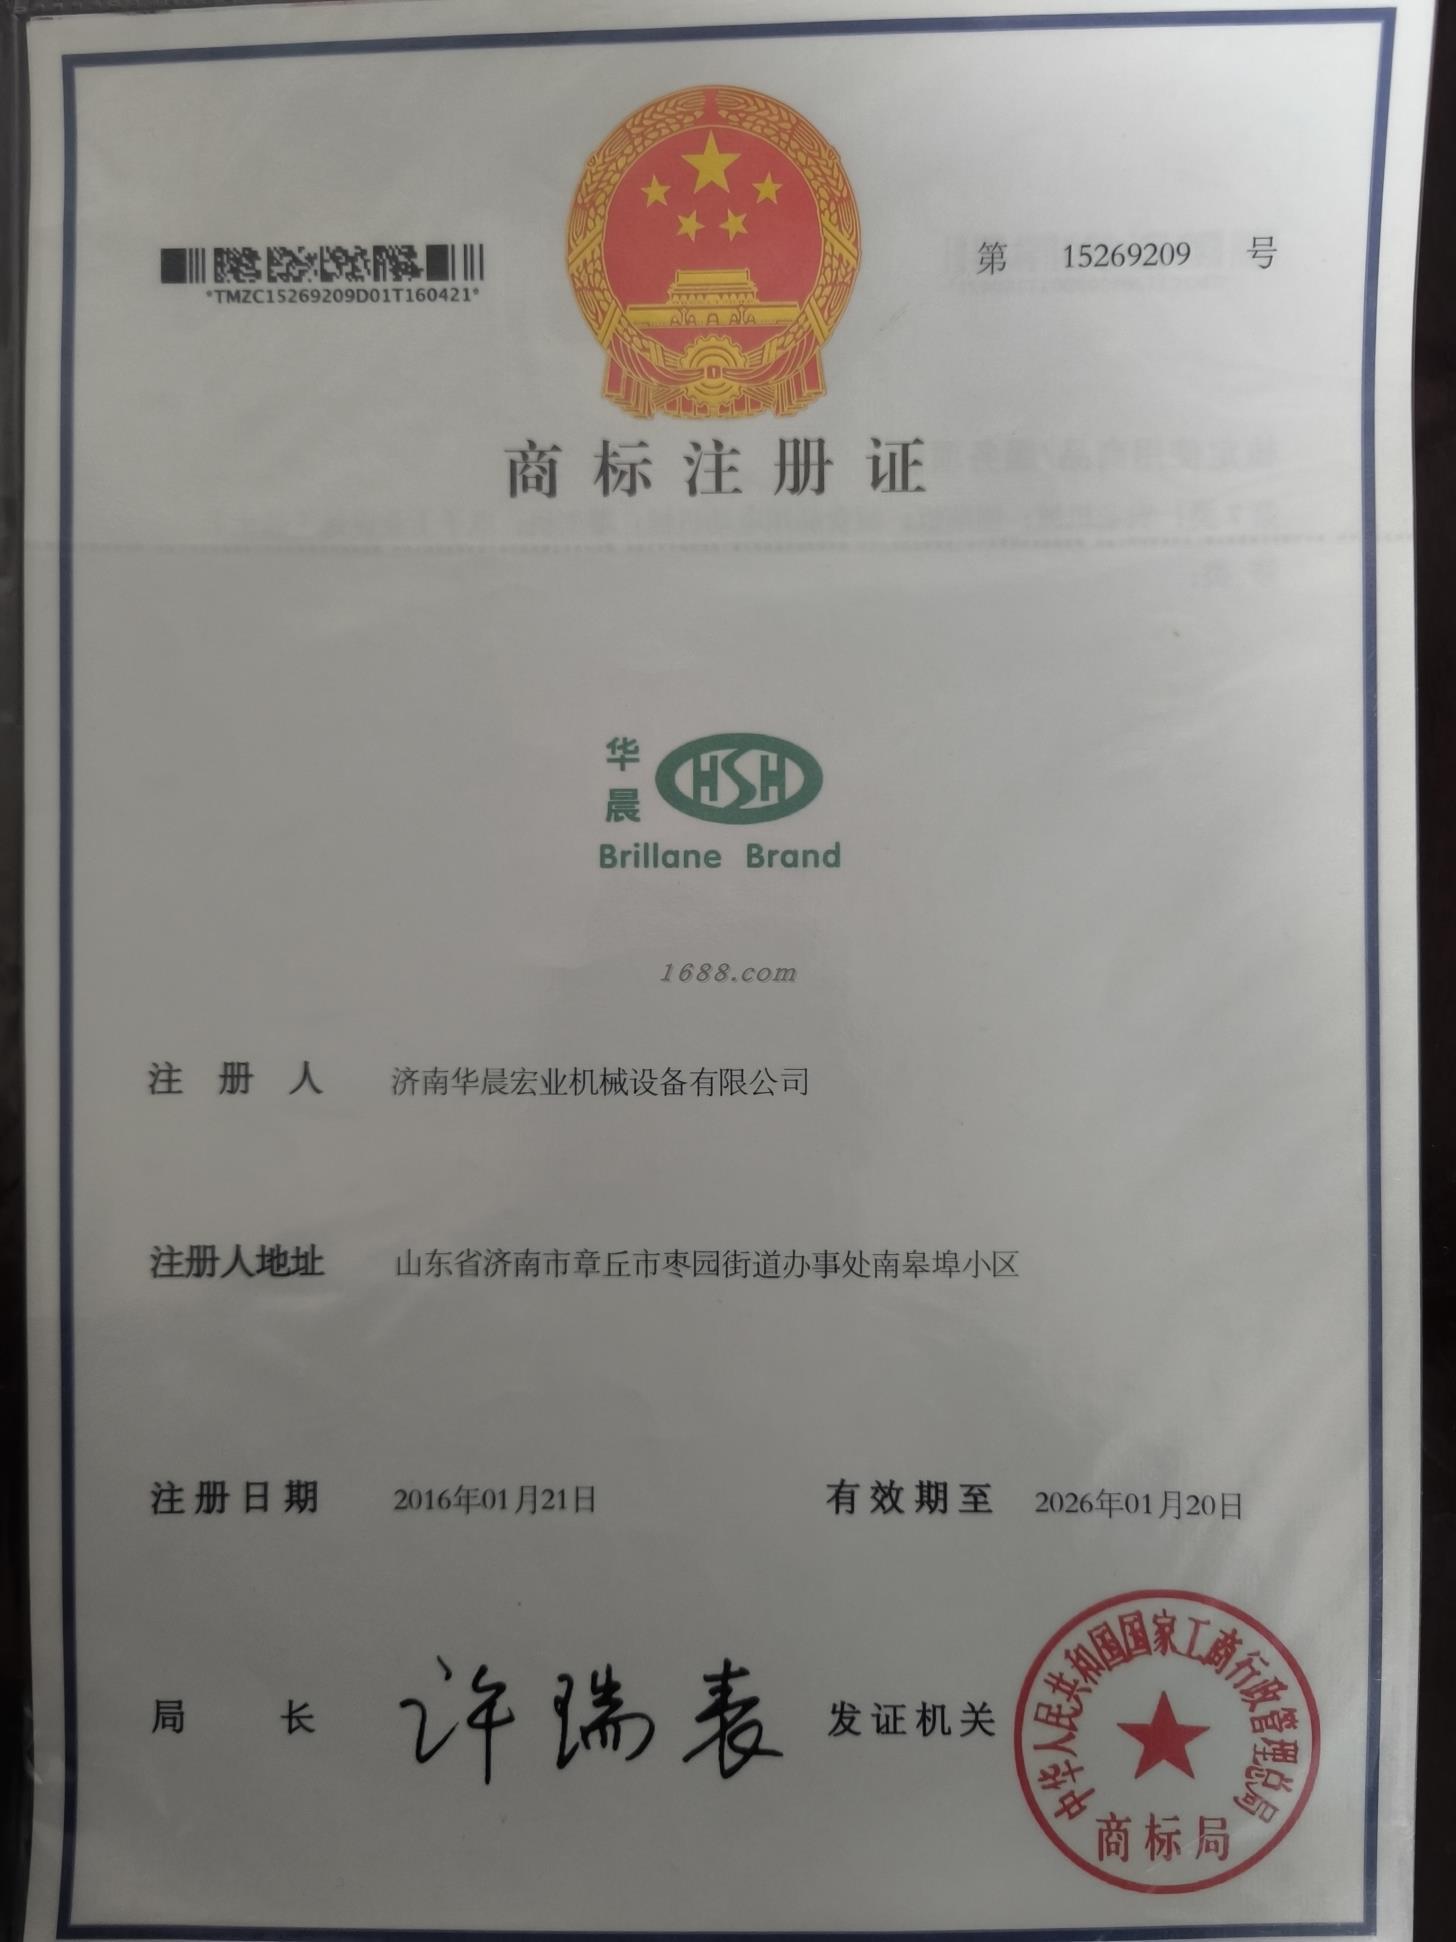 *TMZC15269209D01T160421*
第 15269209 号
商标注册证
华晨
HSH
Brillane Brand
1688.com
注册人 济南华晨宏业机械设备有限公司
注册人地址 山东省济南市章丘市枣园街道办事处南皋埠小区
注册日期 2016年01月21日 有效期至 2026年01月20日
局长 许瑞表 发证机关
中华人民共和国国家工商行政管理总局
商标局